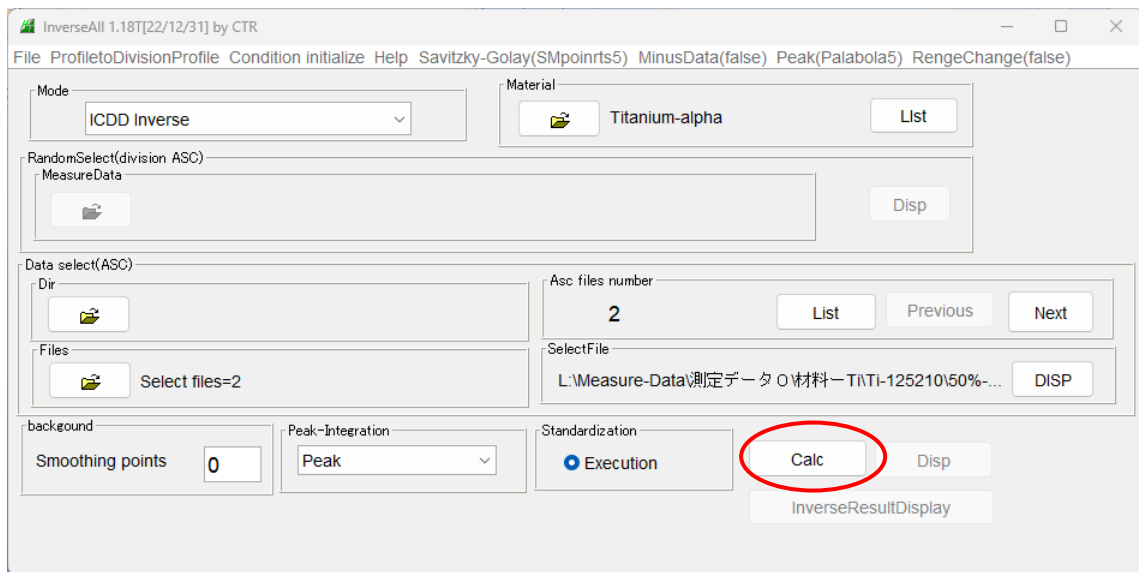 InverseAll 1.18T[22/12/31] by CTR
File ProfiletoDivisionProfile Condition initialize Help Savitzky-Golay(SMpoinrts5) MinusData(false) Peak(Palabola5) RengeChange(false)
Mode
ICDD Inverse
Material
Titanium-alpha
LIst
RandomSelect(division ASC)
MeasureData
Disp
Data select(ASC)
Dir
Asc files number
2
List
Previous
Next
Files
Select files=2
SelectFile
L:\Measure-Data\測定データO\材料ーTi\Ti-125210\50%-...
DISP
backgound
Smoothing points
0
Peak-Integration
Peak
Standardization
Execution
Calc
Disp
InverseResultDisplay